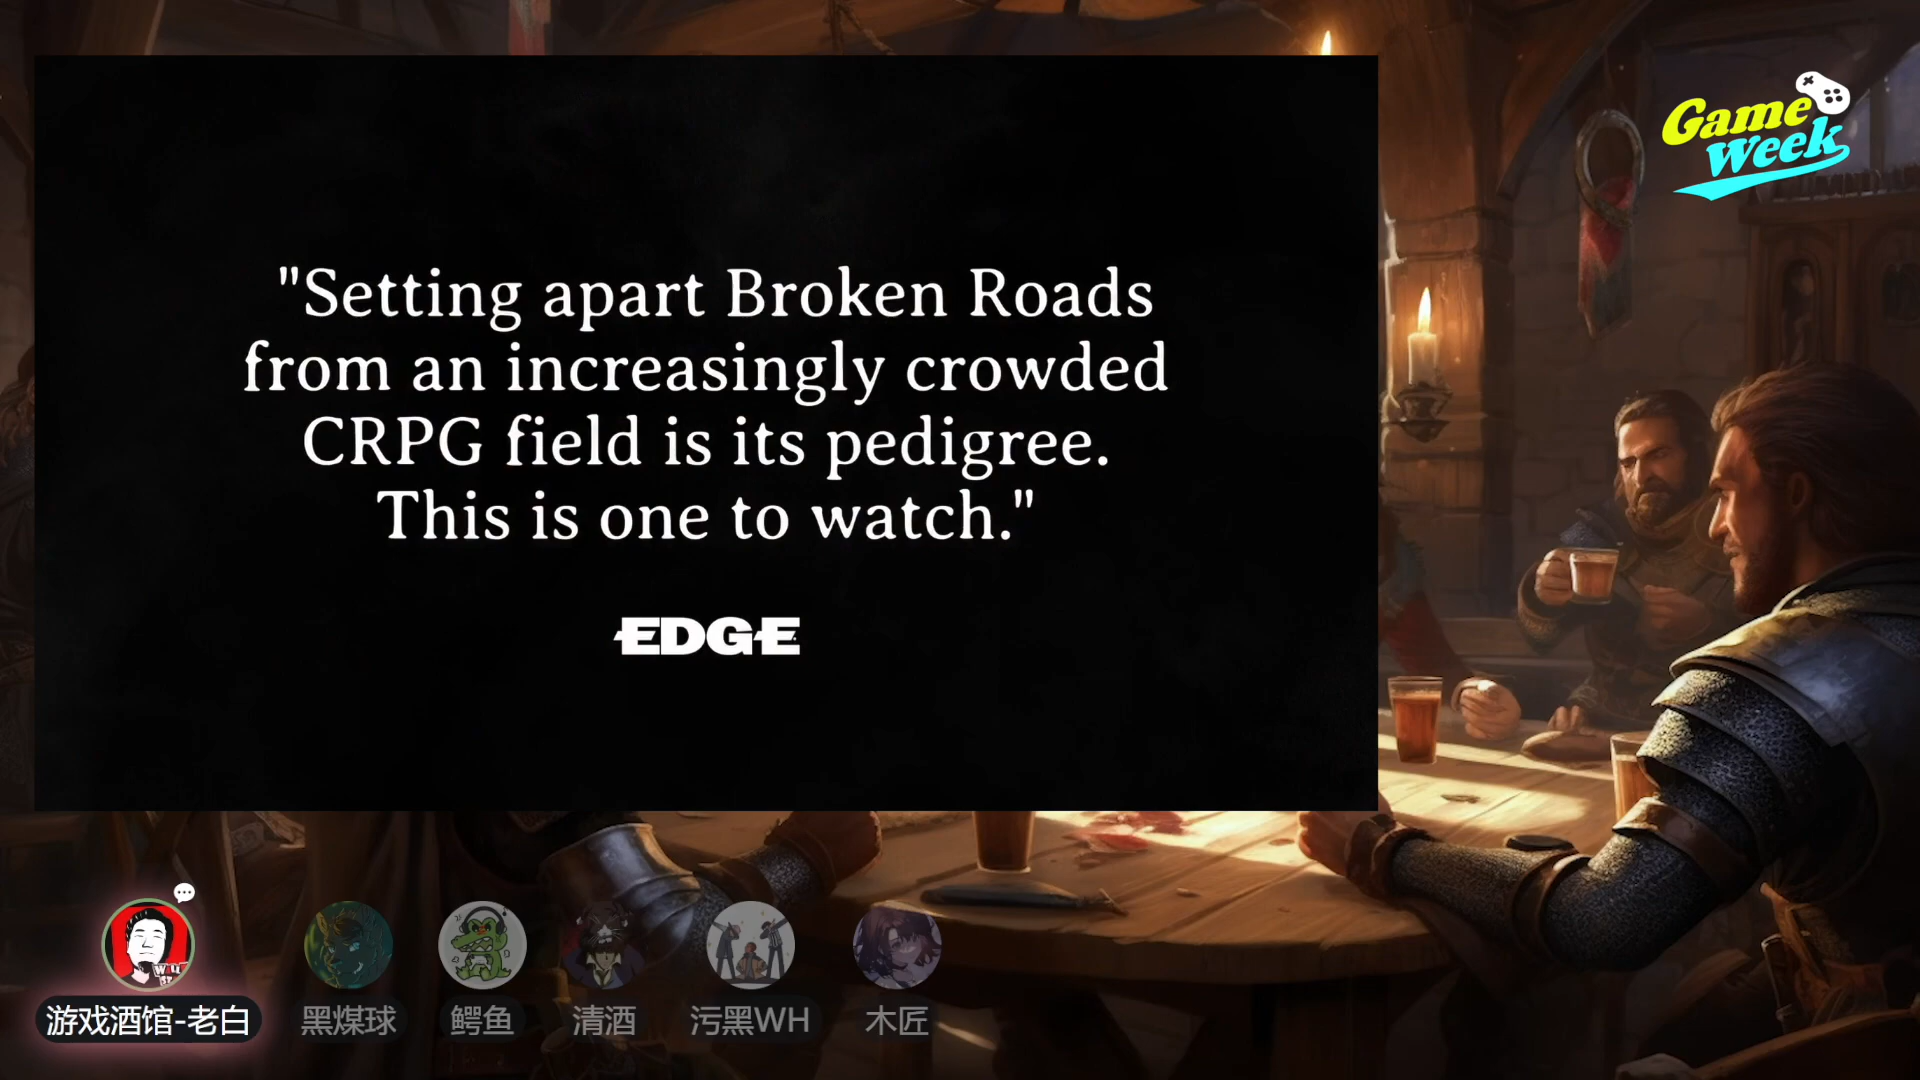 Game
Week
"Setting apart Broken Roads
from an increasingly crowded
CRPG field is its pedigree.
This is one to watch."
EDGE
游戏酒馆-老白
黑煤球
鳄鱼
清酒
污黑WH
木匠